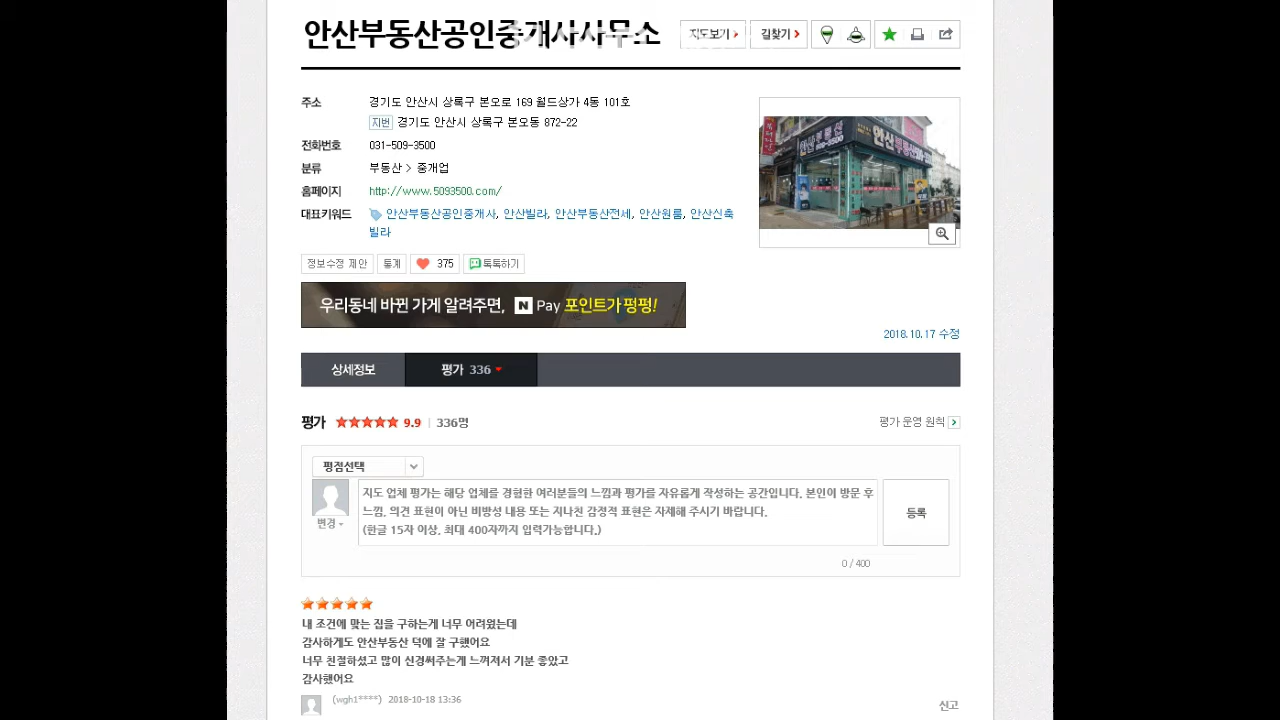 안산부동산공인중개사사무소
지도보기
길찾기
주소 경기도 안산시 상록구 본오로 169 월드상가 4동 101호
지번 경기도 안산시 상록구 본오동 872-22
전화번호 031-509-3500
분류 부동산 > 중개업
홈페이지 http://www.5093500.com/
대표키워드 안산부동산공인중개사, 안산빌라, 안산부동산전세, 안산원룸, 안산신축
빌라
안산부동산
정보수정 제안 통계 375 톡톡하기
우리동네 바뀐 가게 알려주면, N Pay 포인트가 펑펑!
2018.10.17 수정
상세정보 평가 336
평가 9.9 336명
평가 운영 원칙
평점선택
지도 업체 평가는 해당 업체를 경험한 여러분들의 느낌과 평가를 자유롭게 작성하는 공간입니다. 본인이 방문 후
느낌, 의견 표현이 아닌 비방성 내용 또는 지나친 감정적 표현은 자제해 주시기 바랍니다.
(한글 15자 이상, 최대 400자까지 입력가능합니다.)
변경
등록
0 / 400
내 조건에 맞는 집을 구하는게 너무 어려웠는데
감사하게도 안산부동산 덕에 잘 구했어요
너무 친절하셨고 많이 신경써주는게 느껴져서 기분 좋았고
감사했어요
(wgh1****) 2018-10-18 13:36
신고